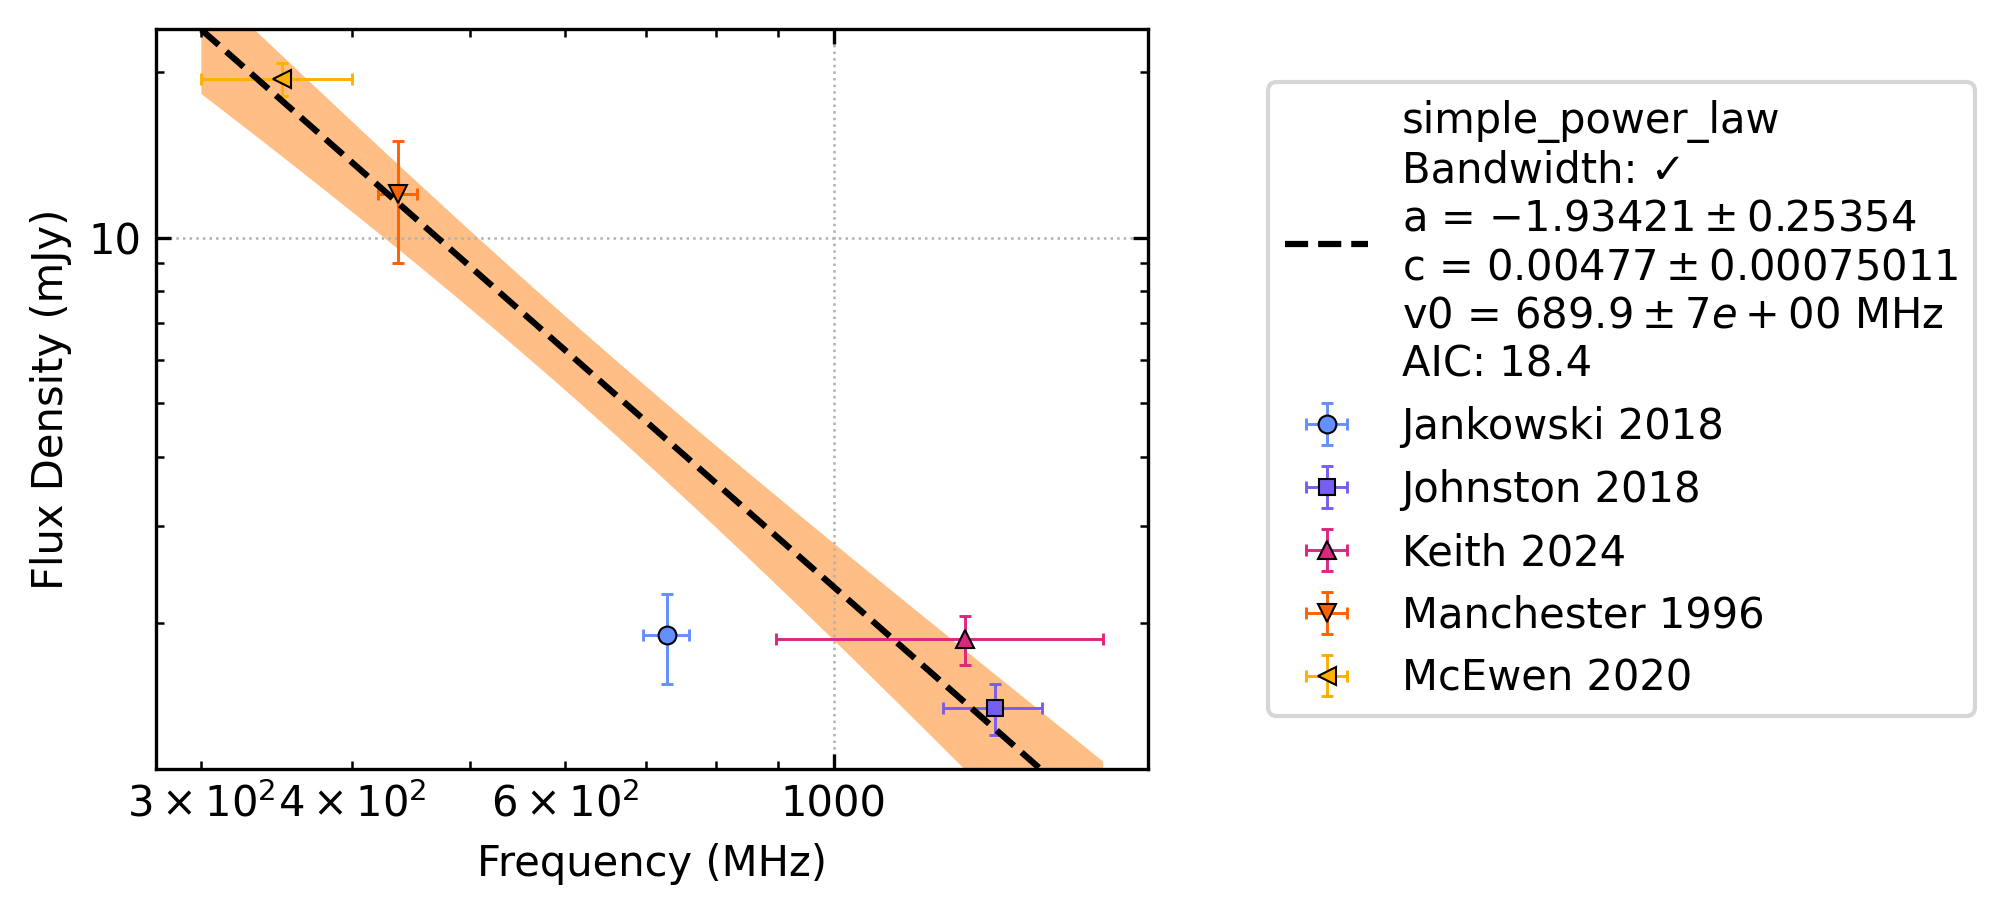 simple_power_law
Bandwidth: ✓
a = −1.93421 ± 0.25354
c = 0.00477 ± 0.00075011
v0 = 689.9 ± 7e + 00 MHz
AIC: 18.4
Jankowski 2018
Johnston 2018
Keith 2024
Manchester 1996
McEwen 2020
Flux Density (mJy)
10
3 × 10² 4 × 10² 6 × 10² 1000
Frequency (MHz)